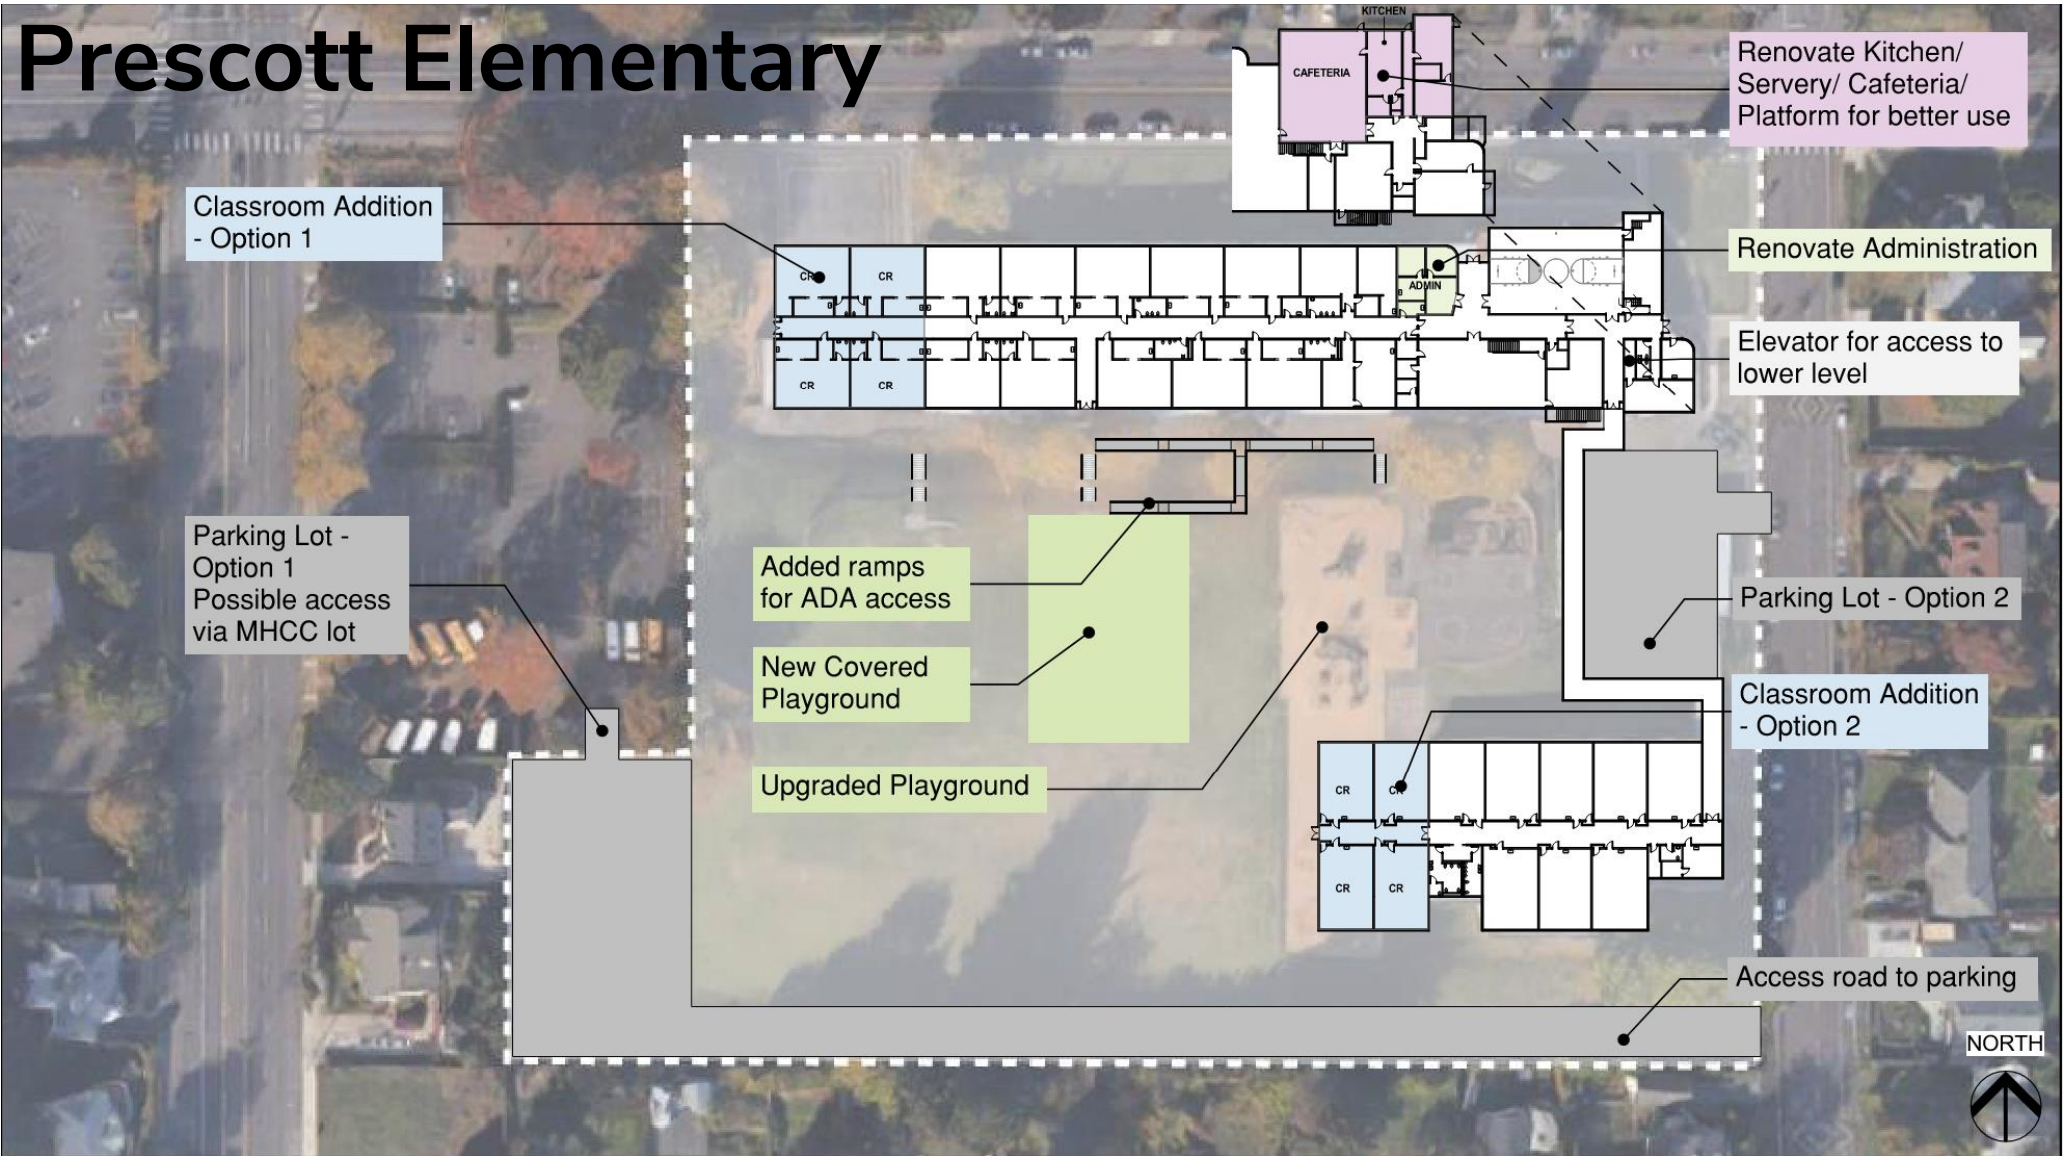 Prescott Elementary
KITCHEN
CAFETERIA
Renovate Kitchen/
Servery/ Cafeteria/
Platform for better use
Classroom Addition
- Option 1
Renovate Administration
CR
CR
ADMIN
Elevator for access to
lower level
CR
CR
Parking Lot -
Option 1
Possible access
via MHCC lot
Added ramps
for ADA access
Parking Lot - Option 2
New Covered
Playground
Classroom Addition
- Option 2
Upgraded Playground
CR
CR
CR
CR
Access road to parking
NORTH